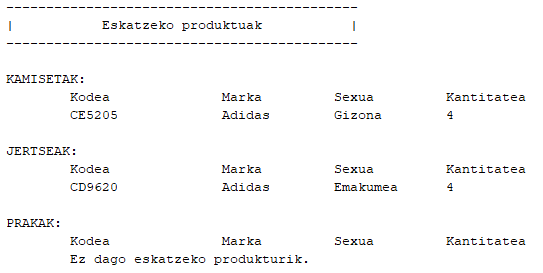 ---------------------------------------------
| Eskatzeko produktuak |
---------------------------------------------
KAMISETAK:
Kodea Marka Sexua Kantitatea
CE5205 Adidas Gizona 4
JERTSEAK:
Kodea Marka Sexua Kantitatea
CD9620 Adidas Emakumea 4
PRAKAK:
Kodea Marka Sexua Kantitatea
Ez dago eskatzeko produkturik.